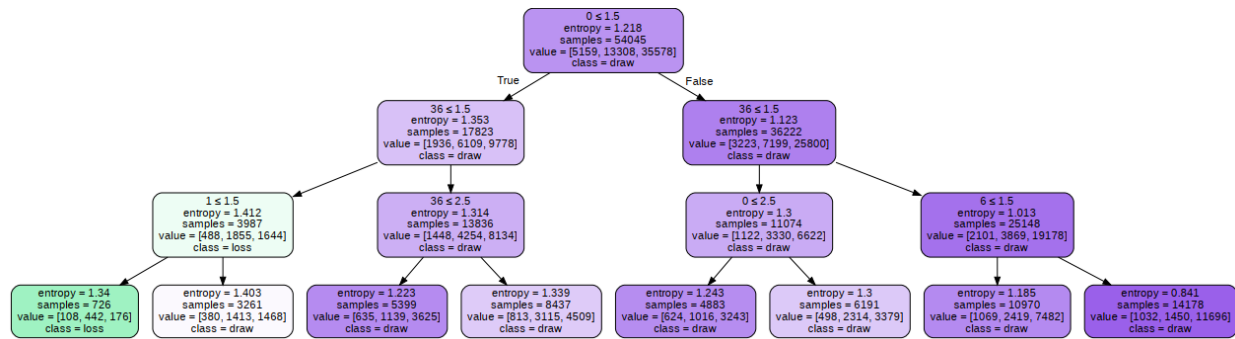 0 ≤ 1.5
entropy = 1.218
samples = 54045
value = [5159, 13308, 35578]
class = draw
True
False
36 ≤ 1.5
entropy = 1.353
samples = 17823
value = [1936, 6109, 9778]
class = draw
36 ≤ 1.5
entropy = 1.123
samples = 36222
value = [3223, 7199, 25800]
class = draw
1 ≤ 1.5
entropy = 1.412
samples = 3987
value = [488, 1855, 1644]
class = loss
36 ≤ 2.5
entropy = 1.314
samples = 13836
value = [1448, 4254, 8134]
class = draw
0 ≤ 2.5
entropy = 1.3
samples = 11074
value = [1122, 3330, 6622]
class = draw
6 ≤ 1.5
entropy = 1.013
samples = 25148
value = [2101, 3869, 19178]
class = draw
entropy = 1.34
samples = 726
value = [108, 442, 176]
class = loss
entropy = 1.403
samples = 3261
value = [380, 1413, 1468]
class = draw
entropy = 1.223
samples = 5399
value = [635, 1139, 3625]
class = draw
entropy = 1.339
samples = 8437
value = [813, 3115, 4509]
class = draw
entropy = 1.243
samples = 4883
value = [624, 1016, 3243]
class = draw
entropy = 1.3
samples = 6191
value = [498, 2314, 3379]
class = draw
entropy = 1.185
samples = 10970
value = [1069, 2419, 7482]
class = draw
entropy = 0.841
samples = 14178
value = [1032, 1450, 11696]
class = draw